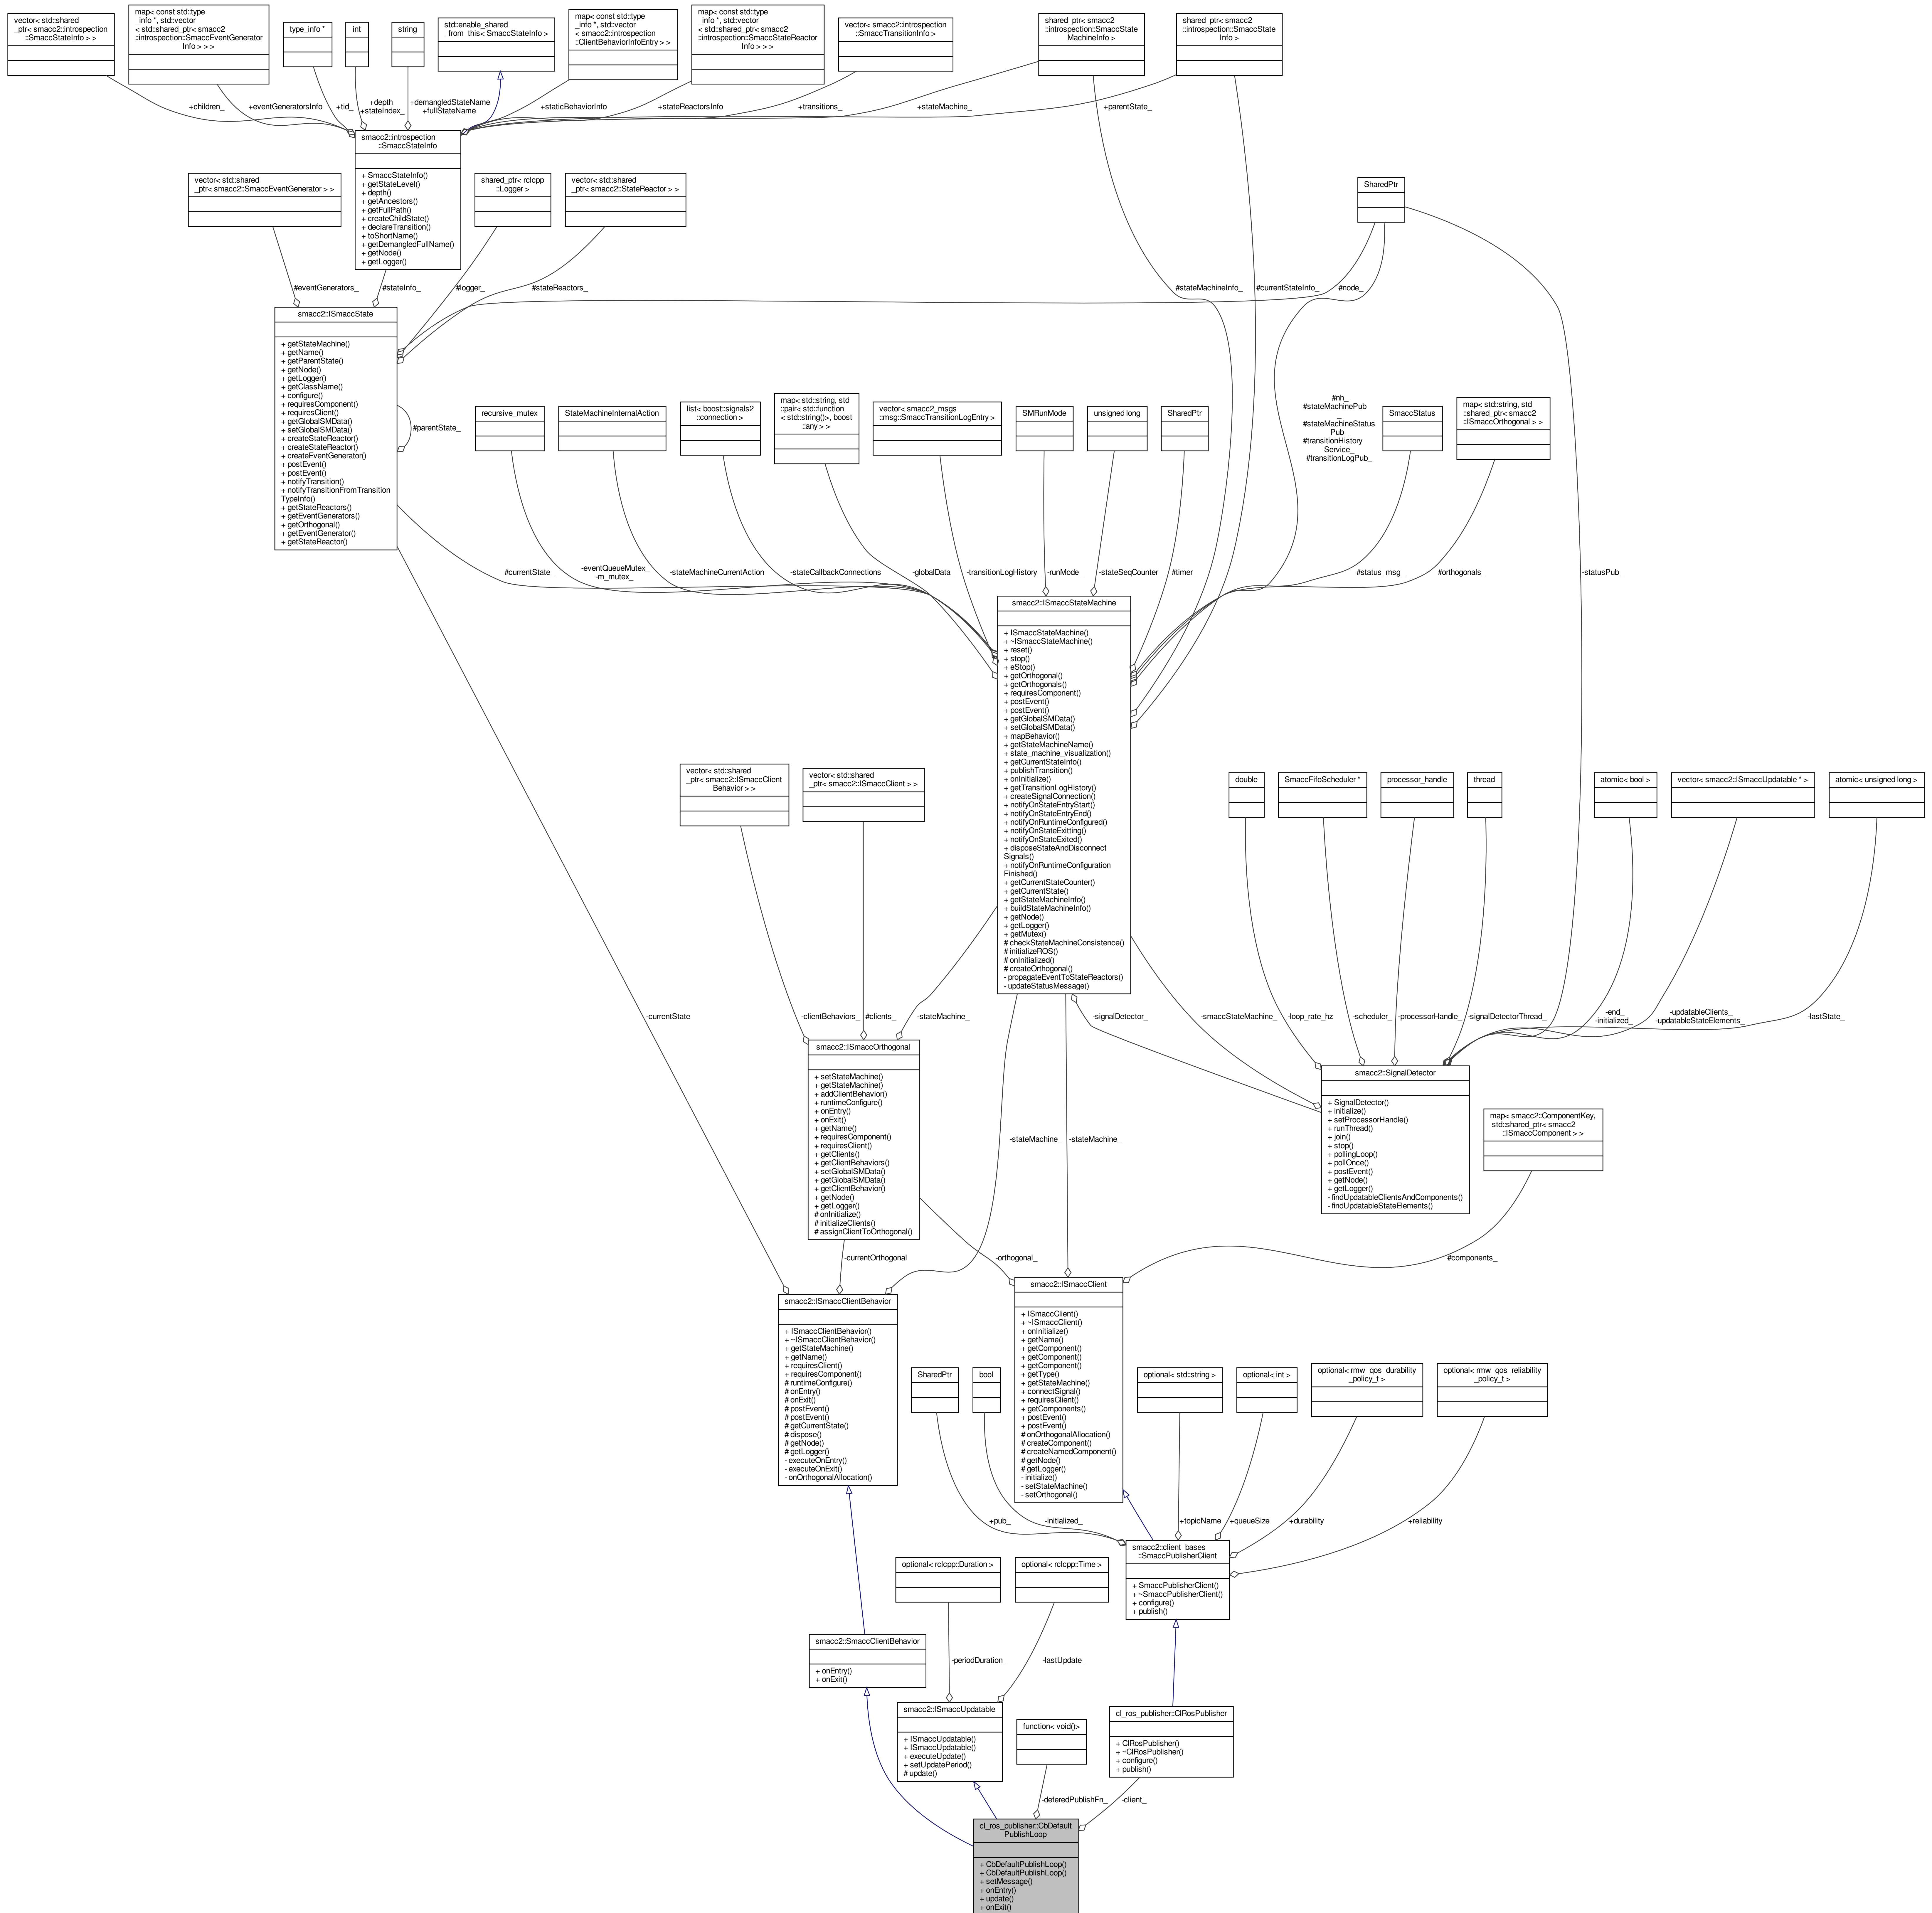 vector< std::shared
_ptr< smacc2::introspection
::SmaccStateInfo > >
map< const std::type
_info *, std::vector
< std::shared_ptr< smacc2
::introspection::SmaccEventGenerator
Info > > >
type_info *
int
string
std::enable_shared
_from_this< SmaccStateInfo >
map< const std::type
_info *, std::vector
< smacc2::introspection
::ClientBehaviorInfoEntry > >
map< const std::type
_info *, std::vector
< std::shared_ptr< smacc2
::introspection::SmaccStateReactor
Info > > >
vector< smacc2::introspection
::SmaccTransitionInfo >
shared_ptr< smacc2
::introspection::SmaccState
MachineInfo >
shared_ptr< smacc2
::introspection::SmaccState
Info >
+children_
+eventGeneratorsInfo
+tid_
+depth_
+stateIndex_
+demangledStateName
+fullStateName
+staticBehaviorInfo
+stateReactorsInfo
+transitions_
+stateMachine_
+parentState_
smacc2::introspection
::SmaccStateInfo
+ SmaccStateInfo()
+ getStateLevel()
+ depth()
+ getAncestors()
+ getFullPath()
+ createChildState()
+ declareTransition()
+ toShortName()
+ getDemangledFullName()
+ getNode()
+ getLogger()
vector< std::shared
_ptr< smacc2::SmaccEventGenerator > >
shared_ptr< rclcpp
::Logger >
vector< std::shared
_ptr< smacc2::StateReactor > >
SharedPtr
#eventGenerators_
#stateInfo_
#logger_
#stateReactors_
#stateMachineInfo_
#currentStateInfo_
#node_
smacc2::ISmaccState
+ getStateMachine()
+ getName()
+ getParentState()
+ getNode()
+ getLogger()
+ getClassName()
+ configure()
+ requiresComponent()
+ requiresClient()
+ getGlobalSMData()
+ setGlobalSMData()
+ createStateReactor()
+ createStateReactor()
+ createEventGenerator()
+ postEvent()
+ postEvent()
+ notifyTransition()
+ notifyTransitionFromTransition
TypeInfo()
+ getStateReactors()
+ getEventGenerators()
+ getOrthogonal()
+ getEventGenerator()
+ getStateReactor()
#parentState_
recursive_mutex
StateMachineInternalAction
list< boost::signals2
::connection >
map< std::string, std
::pair< std::function
< std::string()>, boost
::any > >
vector< smacc2_msgs
::msg::SmaccTransitionLogEntry >
SMRunMode
unsigned long
SharedPtr
#nh_
#stateMachinePub
_
#stateMachineStatus
Pub_
#transitionHistory
Service_
#transitionLogPub_
SmaccStatus
map< std::string, std
::shared_ptr< smacc2
::ISmaccOrthogonal > >
#currentState_
-eventQueueMutex_
-m_mutex_
-stateMachineCurrentAction
-stateCallbackConnections
-globalData_
-transitionLogHistory_
-runMode_
-stateSeqCounter_
#timer_
#status_msg_
#orthogonals_
-statusPub_
smacc2::ISmaccStateMachine
+ ISmaccStateMachine()
+ ~ISmaccStateMachine()
+ reset()
+ stop()
+ eStop()
+ getOrthogonal()
+ getOrthogonals()
+ requiresComponent()
+ postEvent()
+ postEvent()
+ getGlobalSMData()
+ setGlobalSMData()
+ mapBehavior()
+ getStateMachineName()
+ state_machine_visualization()
+ getCurrentStateInfo()
+ publishTransition()
+ onInitialize()
+ getTransitionLogHistory()
+ createSignalConnection()
+ notifyOnStateEntryStart()
+ notifyOnStateEntryEnd()
+ notifyOnRuntimeConfigured()
+ notifyOnStateExitting()
+ notifyOnStateExited()
+ disposeStateAndDisconnect
Signals()
+ notifyOnRuntimeConfiguration
Finished()
+ getCurrentStateCounter()
+ getCurrentState()
+ getStateMachineInfo()
+ buildStateMachineInfo()
+ getNode()
+ getLogger()
+ getMutex()
# checkStateMachineConsistence()
# initializeROS()
# onInitialized()
# createOrthogonal()
- propagateEventToStateReactors()
- updateStatusMessage()
vector< std::shared
_ptr< smacc2::ISmaccClient
Behavior > >
vector< std::shared
_ptr< smacc2::ISmaccClient > >
double
SmaccFifoScheduler *
processor_handle
thread
atomic< bool >
vector< smacc2::ISmaccUpdatable * >
atomic< unsigned long >
-currentState
-clientBehaviors_
#clients_
-stateMachine_
-signalDetector_
-smaccStateMachine_
-loop_rate_hz
-scheduler_
-processorHandle_
-signalDetectorThread_
-end_
-initialized_
-updatableClients_
-updatableStateElements_
-lastState_
smacc2::ISmaccOrthogonal
+ setStateMachine()
+ getStateMachine()
+ addClientBehavior()
+ runtimeConfigure()
+ onEntry()
+ onExit()
+ getName()
+ requiresComponent()
+ requiresClient()
+ getClients()
+ getClientBehaviors()
+ setGlobalSMData()
+ getGlobalSMData()
+ getClientBehavior()
+ getNode()
+ getLogger()
# onInitialize()
# initializeClients()
# assignClientToOrthogonal()
smacc2::SignalDetector
+ SignalDetector()
+ initialize()
+ setProcessorHandle()
+ runThread()
+ join()
+ stop()
+ pollingLoop()
+ pollOnce()
+ postEvent()
+ getNode()
+ getLogger()
- findUpdatableClientsAndComponents()
- findUpdatableStateElements()
map< smacc2::ComponentKey,
std::shared_ptr< smacc2
::ISmaccComponent > >
-stateMachine_
-stateMachine_
-currentOrthogonal
-orthogonal_
#components_
smacc2::ISmaccClientBehavior
+ ISmaccClientBehavior()
+ ~ISmaccClientBehavior()
+ getStateMachine()
+ getName()
+ requiresClient()
+ requiresComponent()
# runtimeConfigure()
# onEntry()
# onExit()
# postEvent()
# postEvent()
# getCurrentState()
# dispose()
# getNode()
# getLogger()
- executeOnEntry()
- executeOnExit()
- onOrthogonalAllocation()
smacc2::ISmaccClient
+ ISmaccClient()
+ ~ISmaccClient()
+ onInitialize()
+ getName()
+ getComponent()
+ getComponent()
+ getComponent()
+ getType()
+ getStateMachine()
+ connectSignal()
+ requiresClient()
+ getComponents()
+ postEvent()
+ postEvent()
# onOrthogonalAllocation()
# createComponent()
# createNamedComponent()
# getNode()
# getLogger()
- initialize()
- setStateMachine()
- setOrthogonal()
SharedPtr
bool
optional< std::string >
optional< int >
optional< rmw_qos_durability
_policy_t >
optional< rmw_qos_reliability
_policy_t >
+pub_
-initialized_
+topicName
+queueSize
+durability
+reliability
smacc2::client_bases
::SmaccPublisherClient
+ SmaccPublisherClient()
+ ~SmaccPublisherClient()
+ configure()
+ publish()
optional< rclcpp::Duration >
optional< rclcpp::Time >
smacc2::SmaccClientBehavior
+ onEntry()
+ onExit()
-periodDuration_
-lastUpdate_
smacc2::ISmaccUpdatable
+ ISmaccUpdatable()
+ ISmaccUpdatable()
+ executeUpdate()
+ setUpdatePeriod()
# update()
function< void()>
cl_ros_publisher::ClRosPublisher
+ ClRosPublisher()
+ ~ClRosPublisher()
+ configure()
+ publish()
-deferedPublishFn_
-client_
cl_ros_publisher::CbDefault
PublishLoop
+ CbDefaultPublishLoop()
+ CbDefaultPublishLoop()
+ setMessage()
+ onEntry()
+ update()
+ onExit()